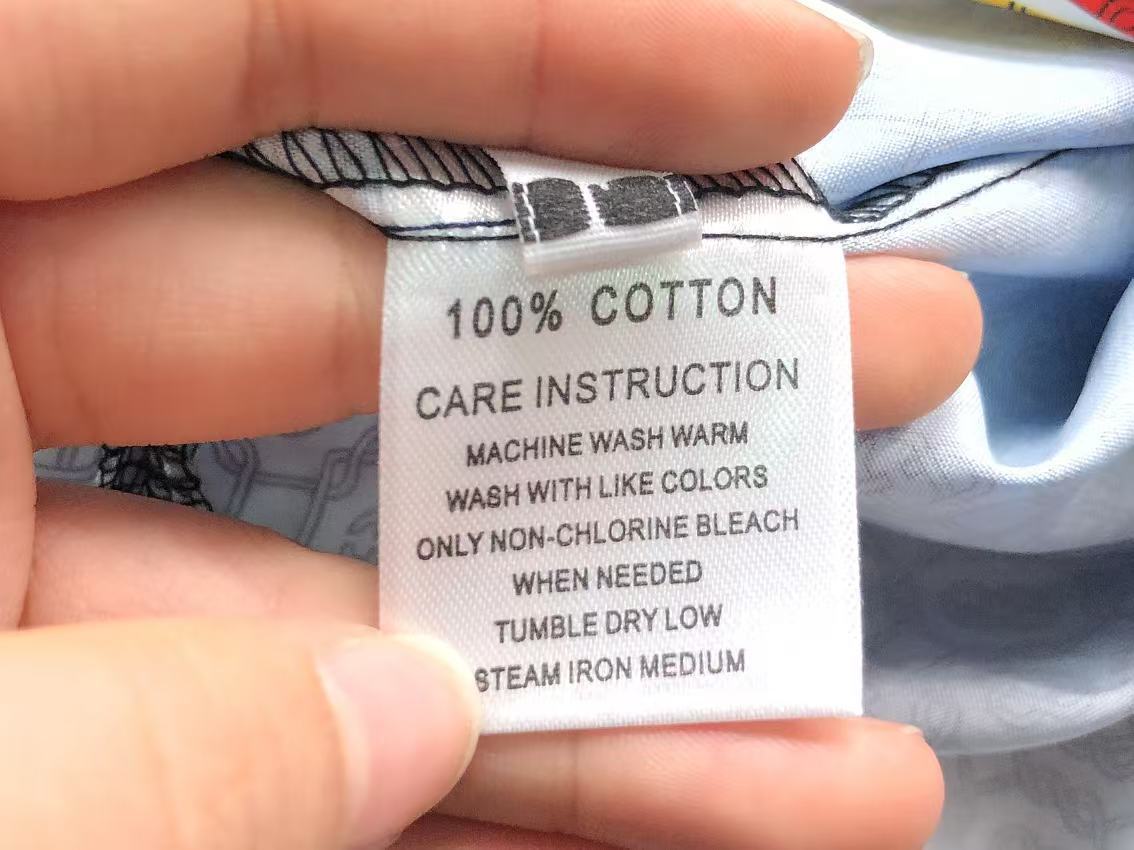 100% COTTON
CARE INSTRUCTION
MACHINE WASH WARM
WASH WITH LIKE COLORS
ONLY NON-CHLORINE BLEACH
WHEN NEEDED
TUMBLE DRY LOW
STEAM IRON MEDIUM